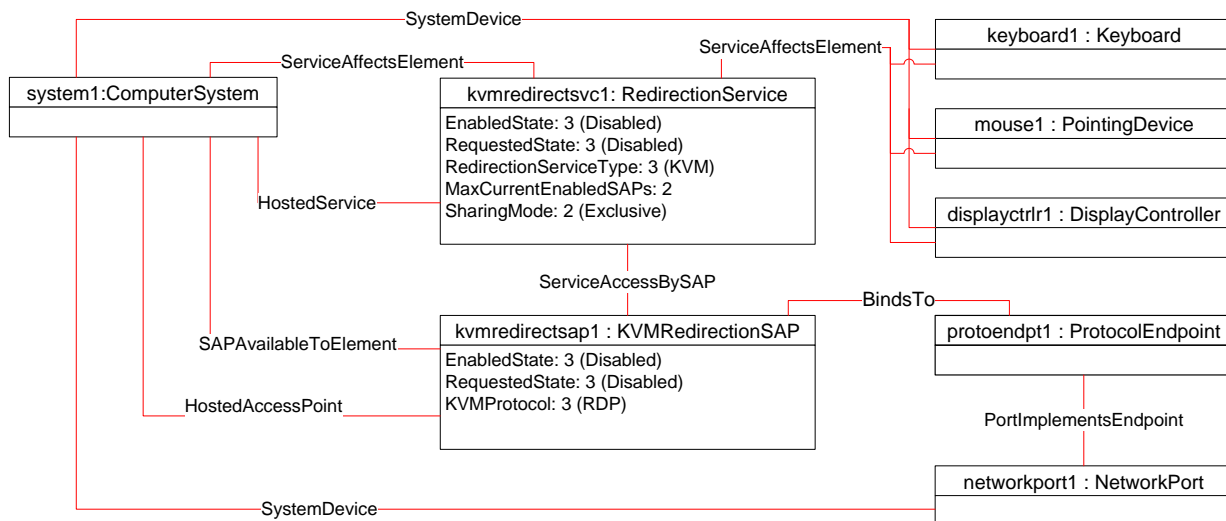 SystemDevice
keyboard1 : Keyboard
ServiceAffectsElement
ServiceAffectsElement
system1:ComputerSystem
kvmredirectsvc1: RedirectionService
EnabledState: 3 (Disabled)
RequestedState: 3 (Disabled)
RedirectionServiceType: 3 (KVM)
MaxCurrentEnabledSAPs: 2
SharingMode: 2 (Exclusive)
mouse1 : PointingDevice
HostedService
displayctrlr1 : DisplayController
ServiceAccessBySAP
BindsTo
kvmredirectsap1 : KVMRedirectionSAP
EnabledState: 3 (Disabled)
RequestedState: 3 (Disabled)
KVMProtocol: 3 (RDP)
protoendpt1 : ProtocolEndpoint
SAPAvailableToElement
HostedAccessPoint
PortImplementsEndpoint
networkport1 : NetworkPort
SystemDevice